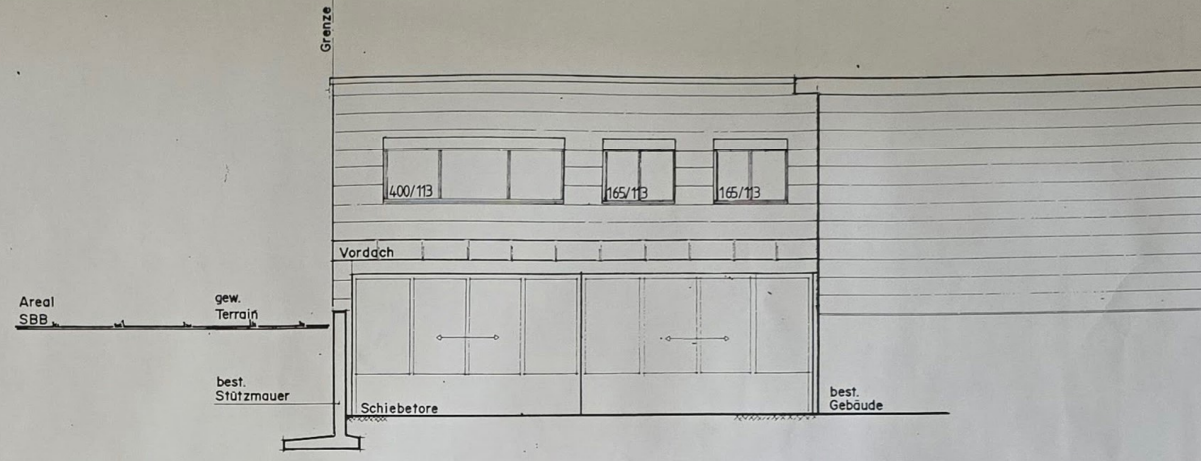 Grenze
400/113
165/113
165/113
Vordach
Areal
SBB
gew.
Terrain
best.
Stützmauer
Schiebetore
best.
Gebäude